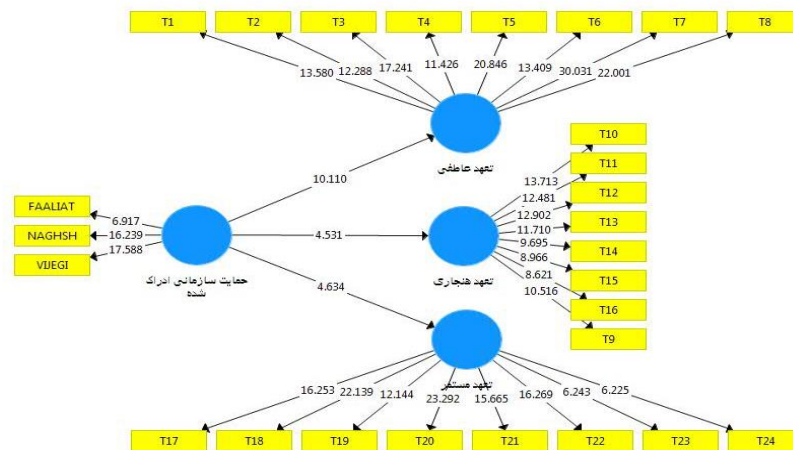 T1 T2 T3 T4 T5 T6 T7 T8
13.580 12.288 17.241 11.426 20.846 13.409 30.031 22.001
تعهد عاطفی
10.110
T10
T11
T12
T13
T14
T15
T16
T9
13.713
12.481
12.902
11.710
9.695
8.966
8.621
10.516
FAALIAT
NAGHSH
VIJEGI
6.917
16.239
17.588
4.531
حمایت سازمانی ادراک
شده
تعهد هنجاری
4.634
تعهد مستمر
16.253 22.139 12.144 23.292 15.665 16.269 6.243 6.225
T17 T18 T19 T20 T21 T22 T23 T24